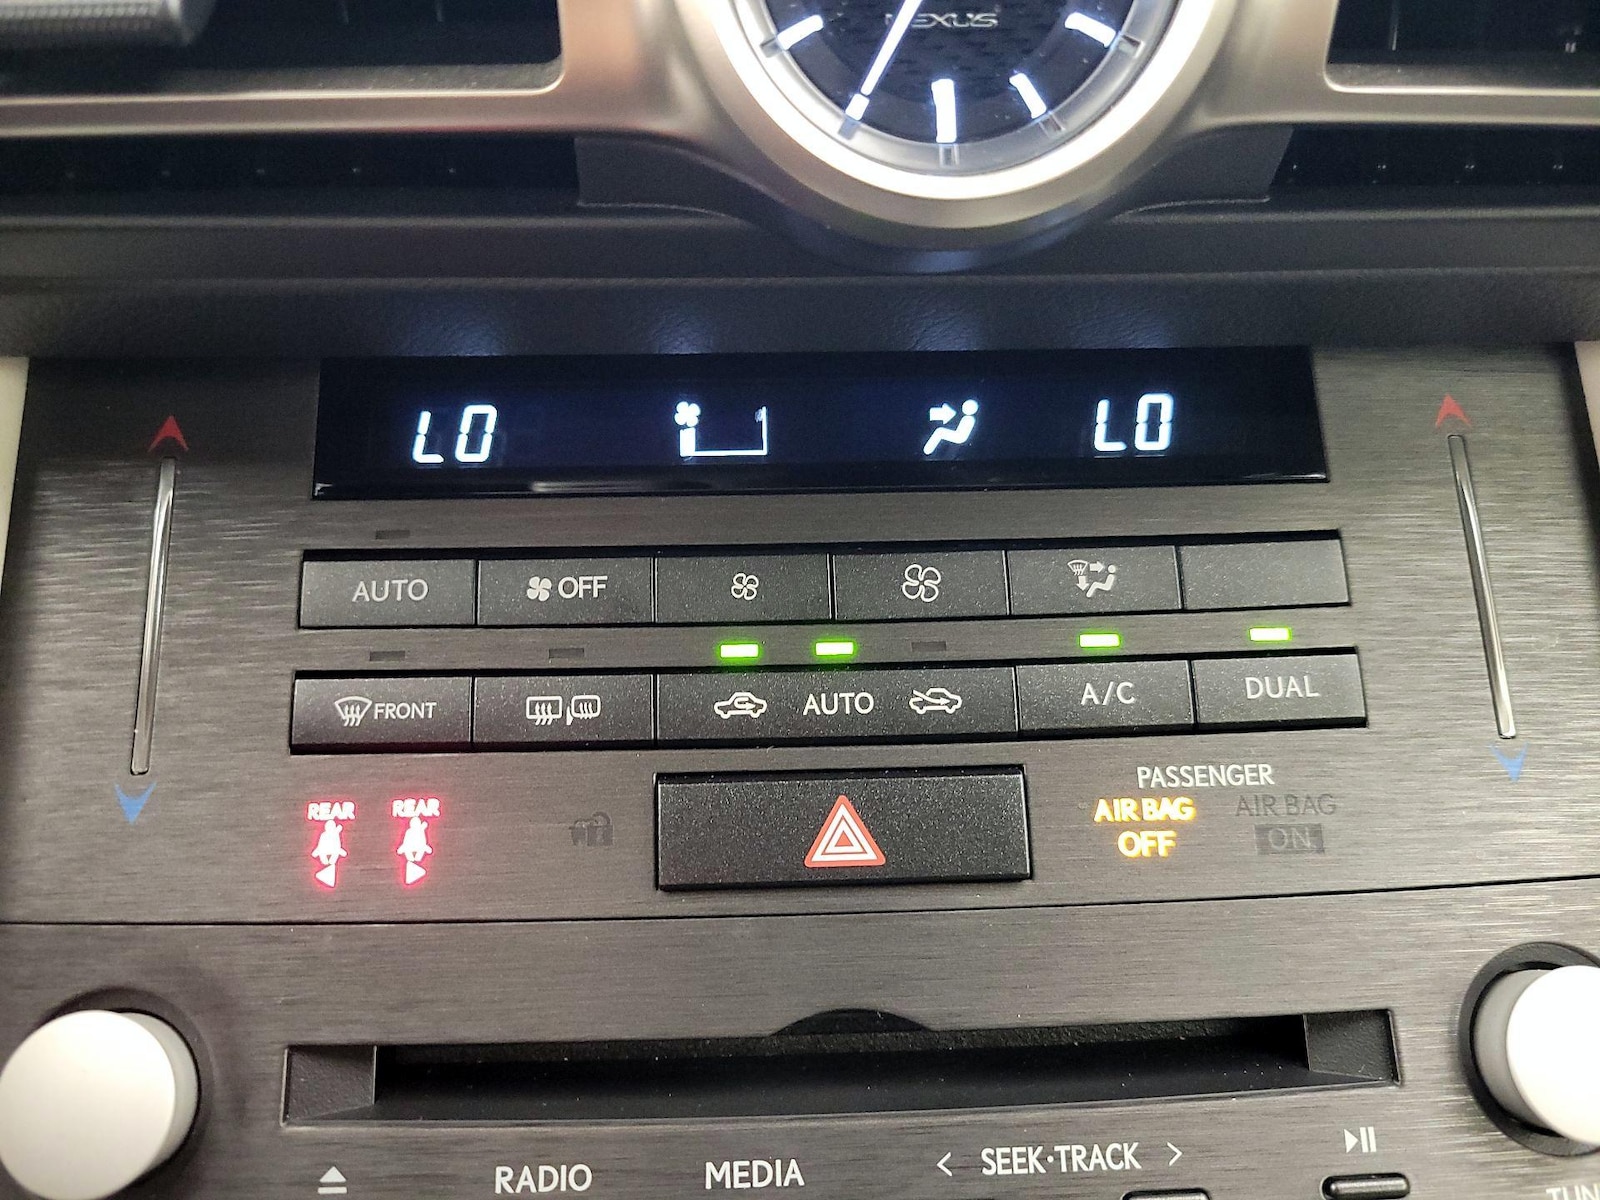 LEXUS
LO LO
AUTO OFF
FRONT AUTO A/C DUAL
PASSENGER
REAR REAR AIR BAG OFF AIR BAG ON
RADIO MEDIA < SEEK·TRACK >